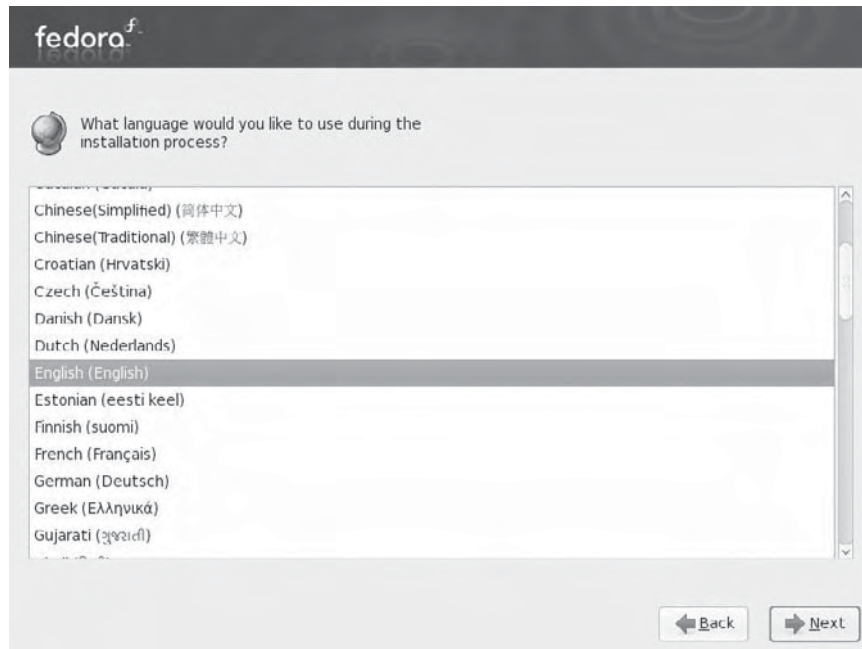 fedora
What language would you like to use during the
installation process?
Chinese(Simplified) (简体中文)
Chinese(Traditional) (繁體中文)
Croatian (Hrvatski)
Czech (Čeština)
Danish (Dansk)
Dutch (Nederlands)
English (English)
Estonian (eesti keel)
Finnish (suomi)
French (Français)
German (Deutsch)
Greek (Ελληνικά)
Gujarati (ગુજરાતી)
Back
Next